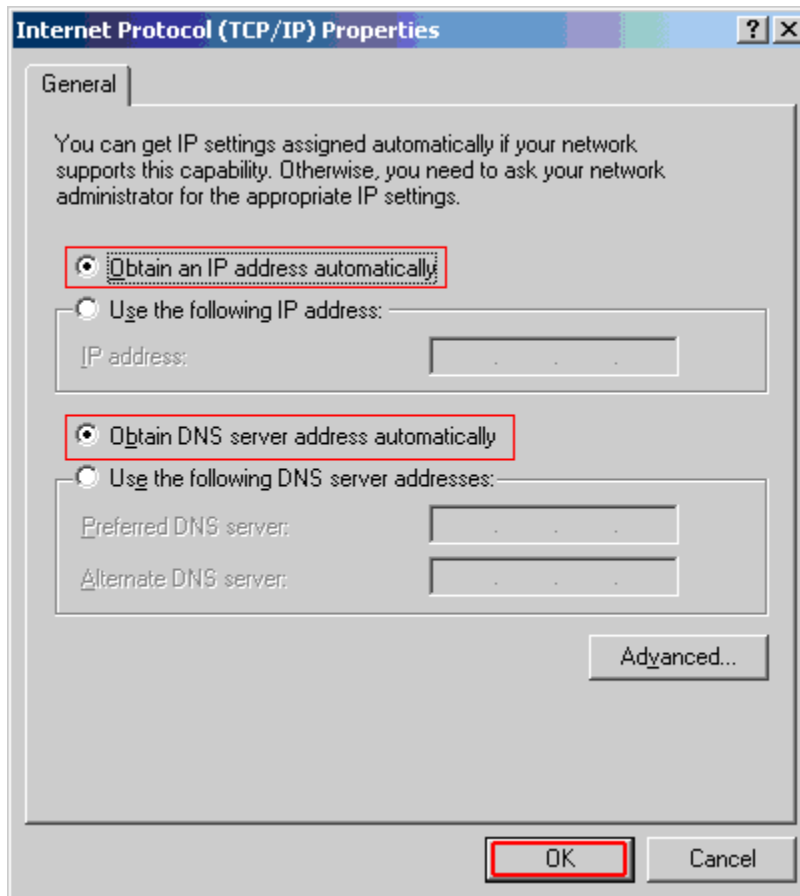 Internet Protocol (TCP/IP) Properties
General
You can get IP settings assigned automatically if your network
supports this capability. Otherwise, you need to ask your network
administrator for the appropriate IP settings.
Obtain an IP address automatically
Use the following IP address:
IP address:
Obtain DNS server address automatically
Use the following DNS server addresses:
Preferred DNS server:
Alternate DNS server:
Advanced...
OK
Cancel